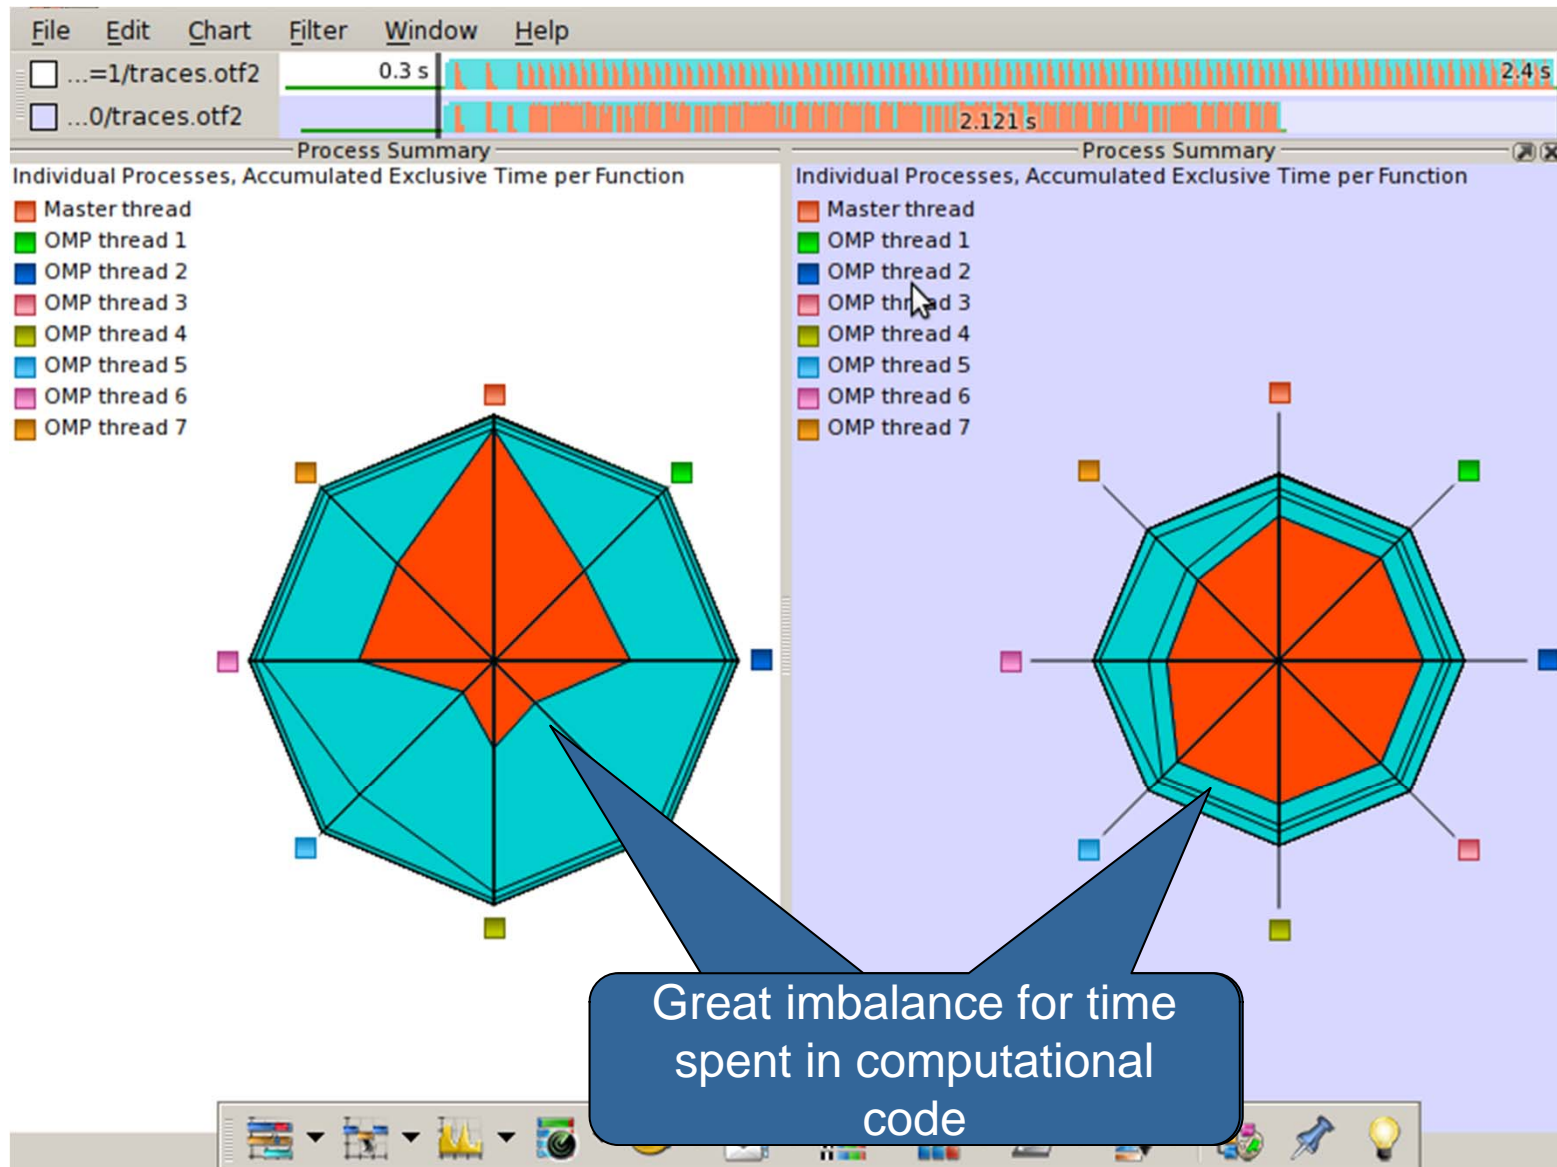 File Edit Chart Filter Window Help
...=1/traces.otf2
0.3 s
2.4 s
...0/traces.otf2
2.121 s
Process Summary
Individual Processes, Accumulated Exclusive Time per Function
Master thread
OMP thread 1
OMP thread 2
OMP thread 3
OMP thread 4
OMP thread 5
OMP thread 6
OMP thread 7
Process Summary
Individual Processes, Accumulated Exclusive Time per Function
Master thread
OMP thread 1
OMP thread 2
OMP thread 3
OMP thread 4
OMP thread 5
OMP thread 6
OMP thread 7
Great imbalance for time
spent in computational
code